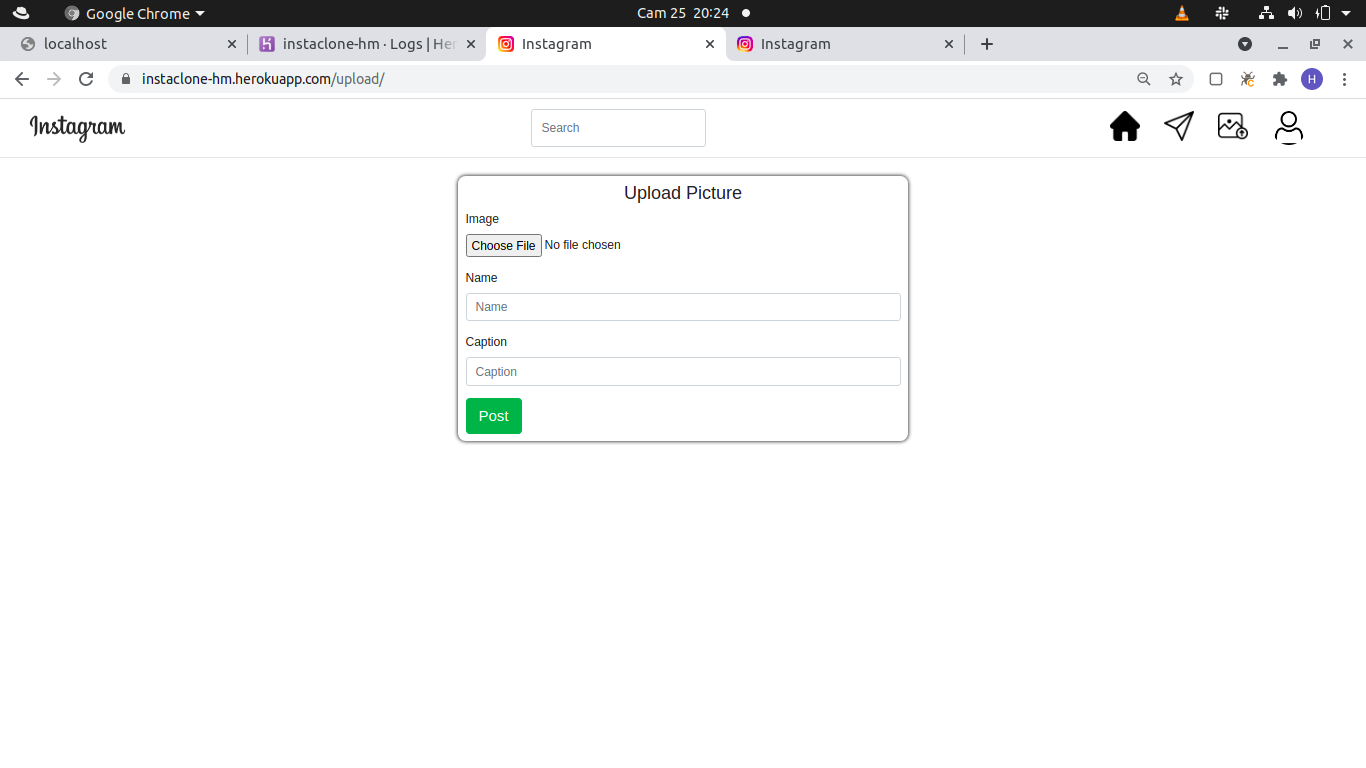 Google Chrome
Cam 25 20:24
localhost
instaclone-hm · Logs | Her
Instagram
Instagram
instaclone-hm.herokuapp.com/upload/
H
Instagram
Search
Upload Picture
Image
Choose File No file chosen
Name
Name
Caption
Caption
Post